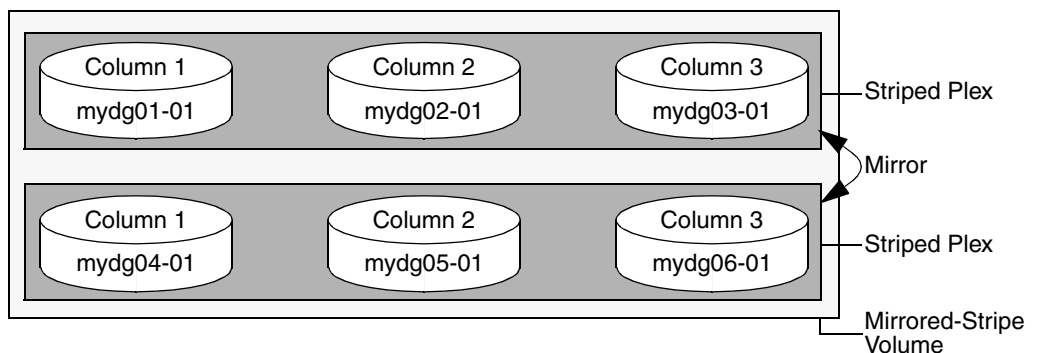 Column 1
mydg01-01
Column 2
mydg02-01
Column 3
mydg03-01
Striped Plex
Mirror
Column 1
mydg04-01
Column 2
mydg05-01
Column 3
mydg06-01
Striped Plex
Mirrored-Stripe
Volume